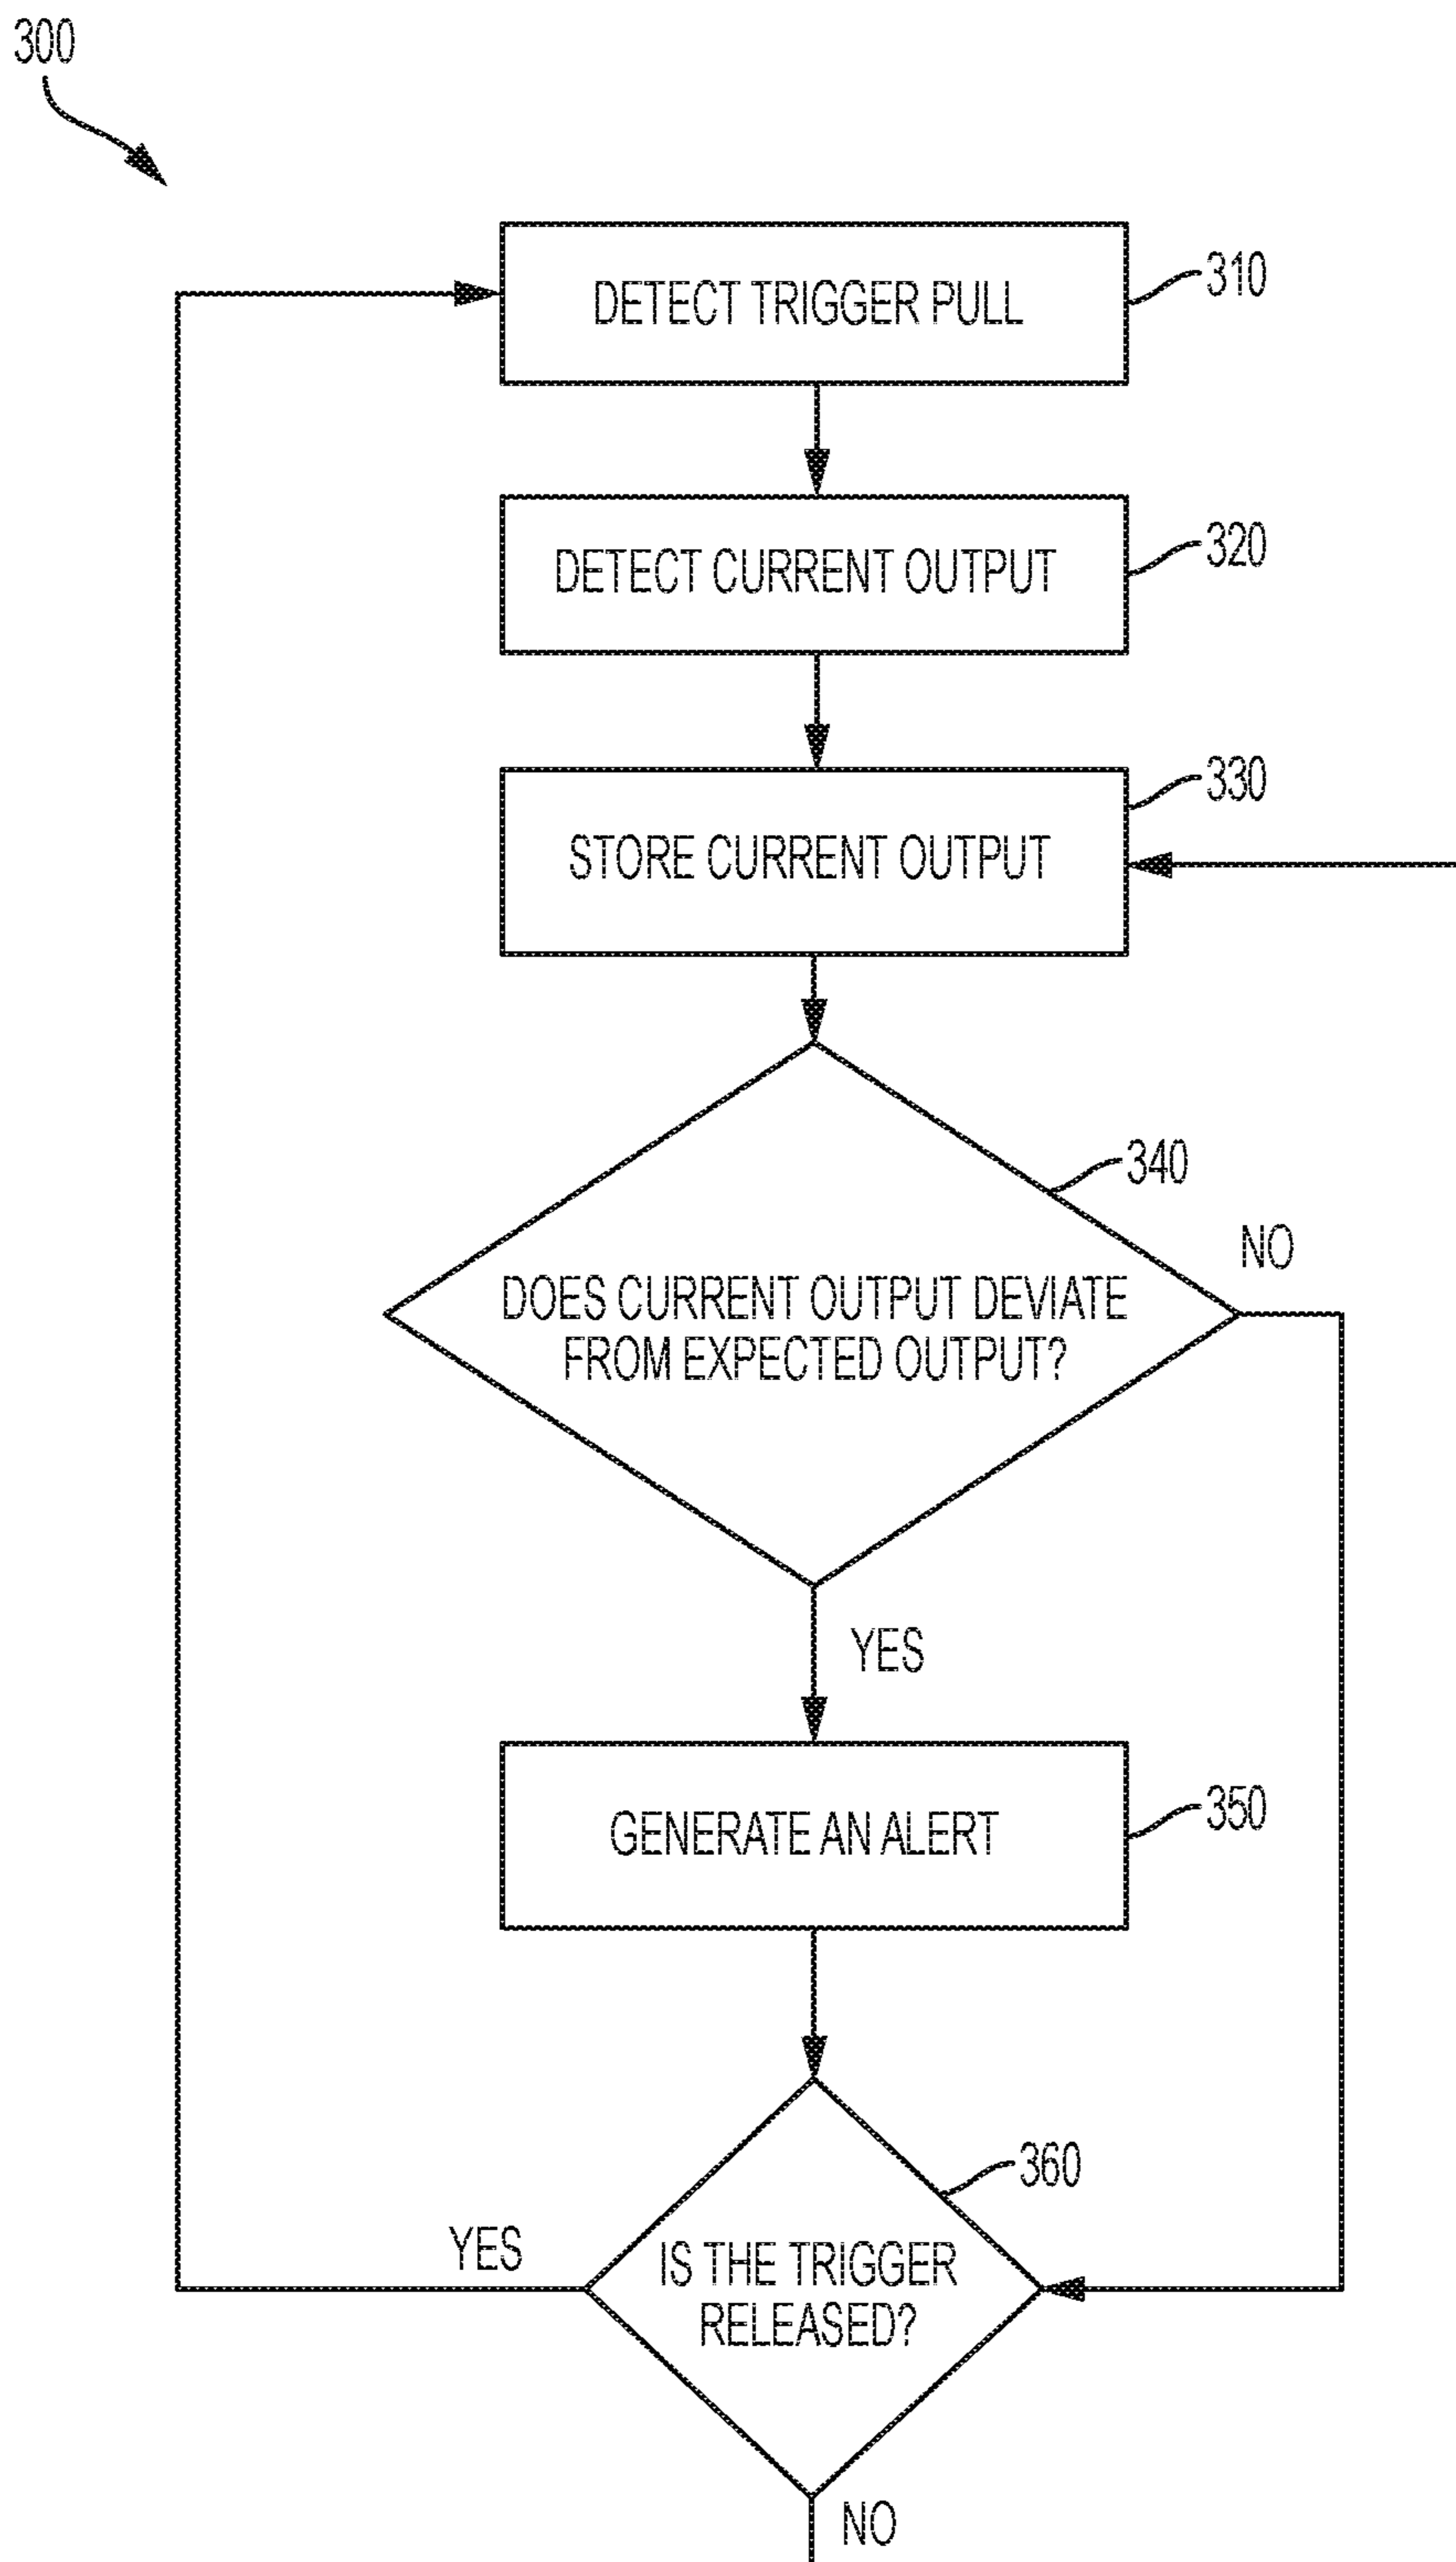 300
DETECT TRIGGER PULL
310
DETECT CURRENT OUTPUT
320
STORE CURRENT OUTPUT
330
340
NO
DOES CURRENT OUTPUT DEVIATE
FROM EXPECTED OUTPUT?
YES
GENERATE AN ALERT
350
360
YES
IS THE TRIGGER
RELEASED?
NO